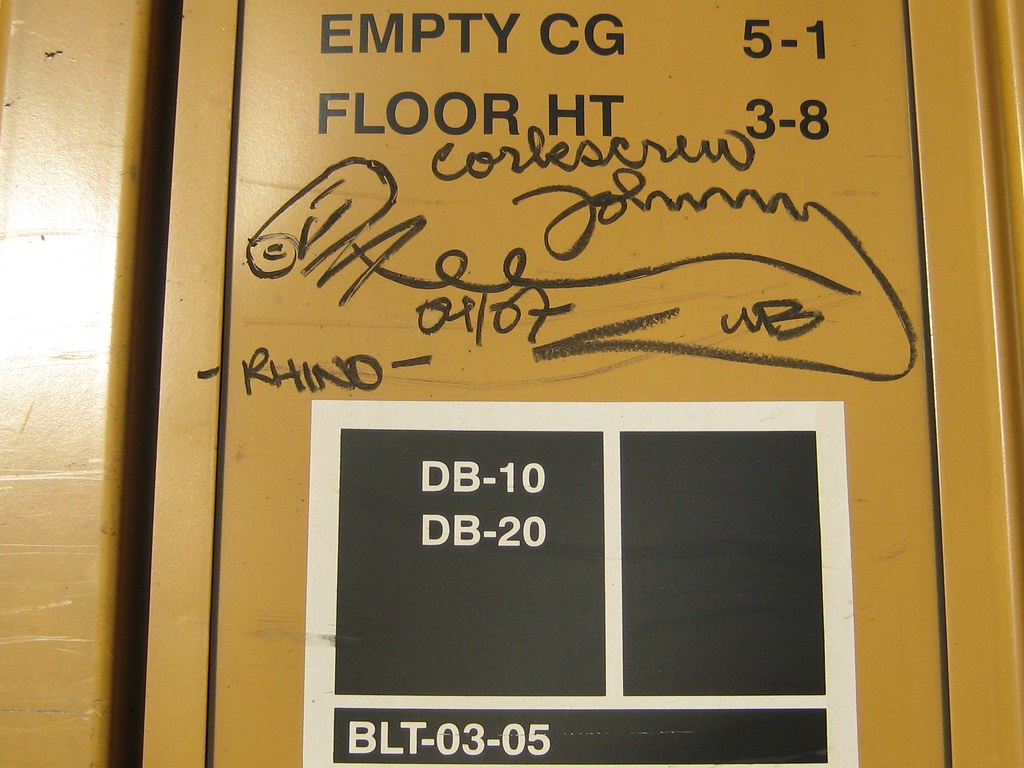 EMPTY CG 5-1
FLOOR HT 3-8
corkscrew
Johnny
01/07
WB
- RHINO -
DB-10
DB-20
BLT-03-05